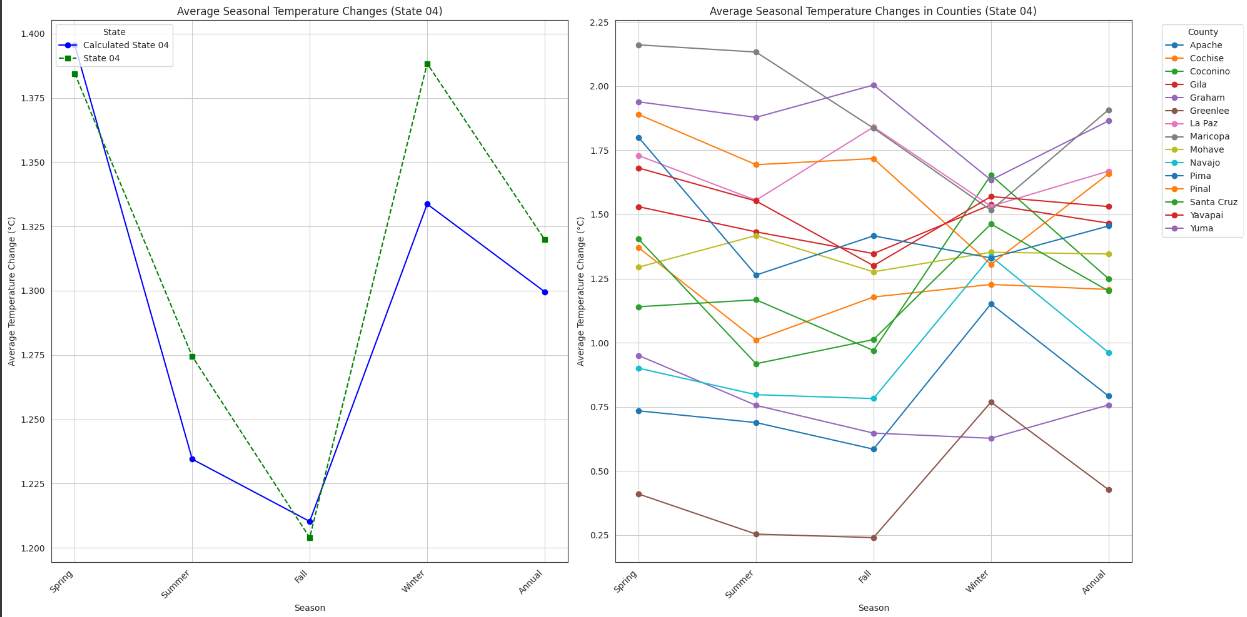 Average Seasonal Temperature Changes (State 04)
State
Calculated State 04
State 04
1.400
1.375
1.350
1.325
1.300
1.275
1.250
1.225
1.200
Average Temperature Change (°C)
Spring
Summer
Fall
Winter
Annual
Season
Average Seasonal Temperature Changes in Counties (State 04)
2.25
2.00
1.75
1.50
1.25
1.00
0.75
0.50
0.25
Average Temperature Change (°C)
Spring
Summer
Fall
Winter
Annual
Season
County
Apache
Cochise
Coconino
Gila
Graham
Greenlee
La Paz
Maricopa
Mohave
Navajo
Pima
Pinal
Santa Cruz
Yavapai
Yuma